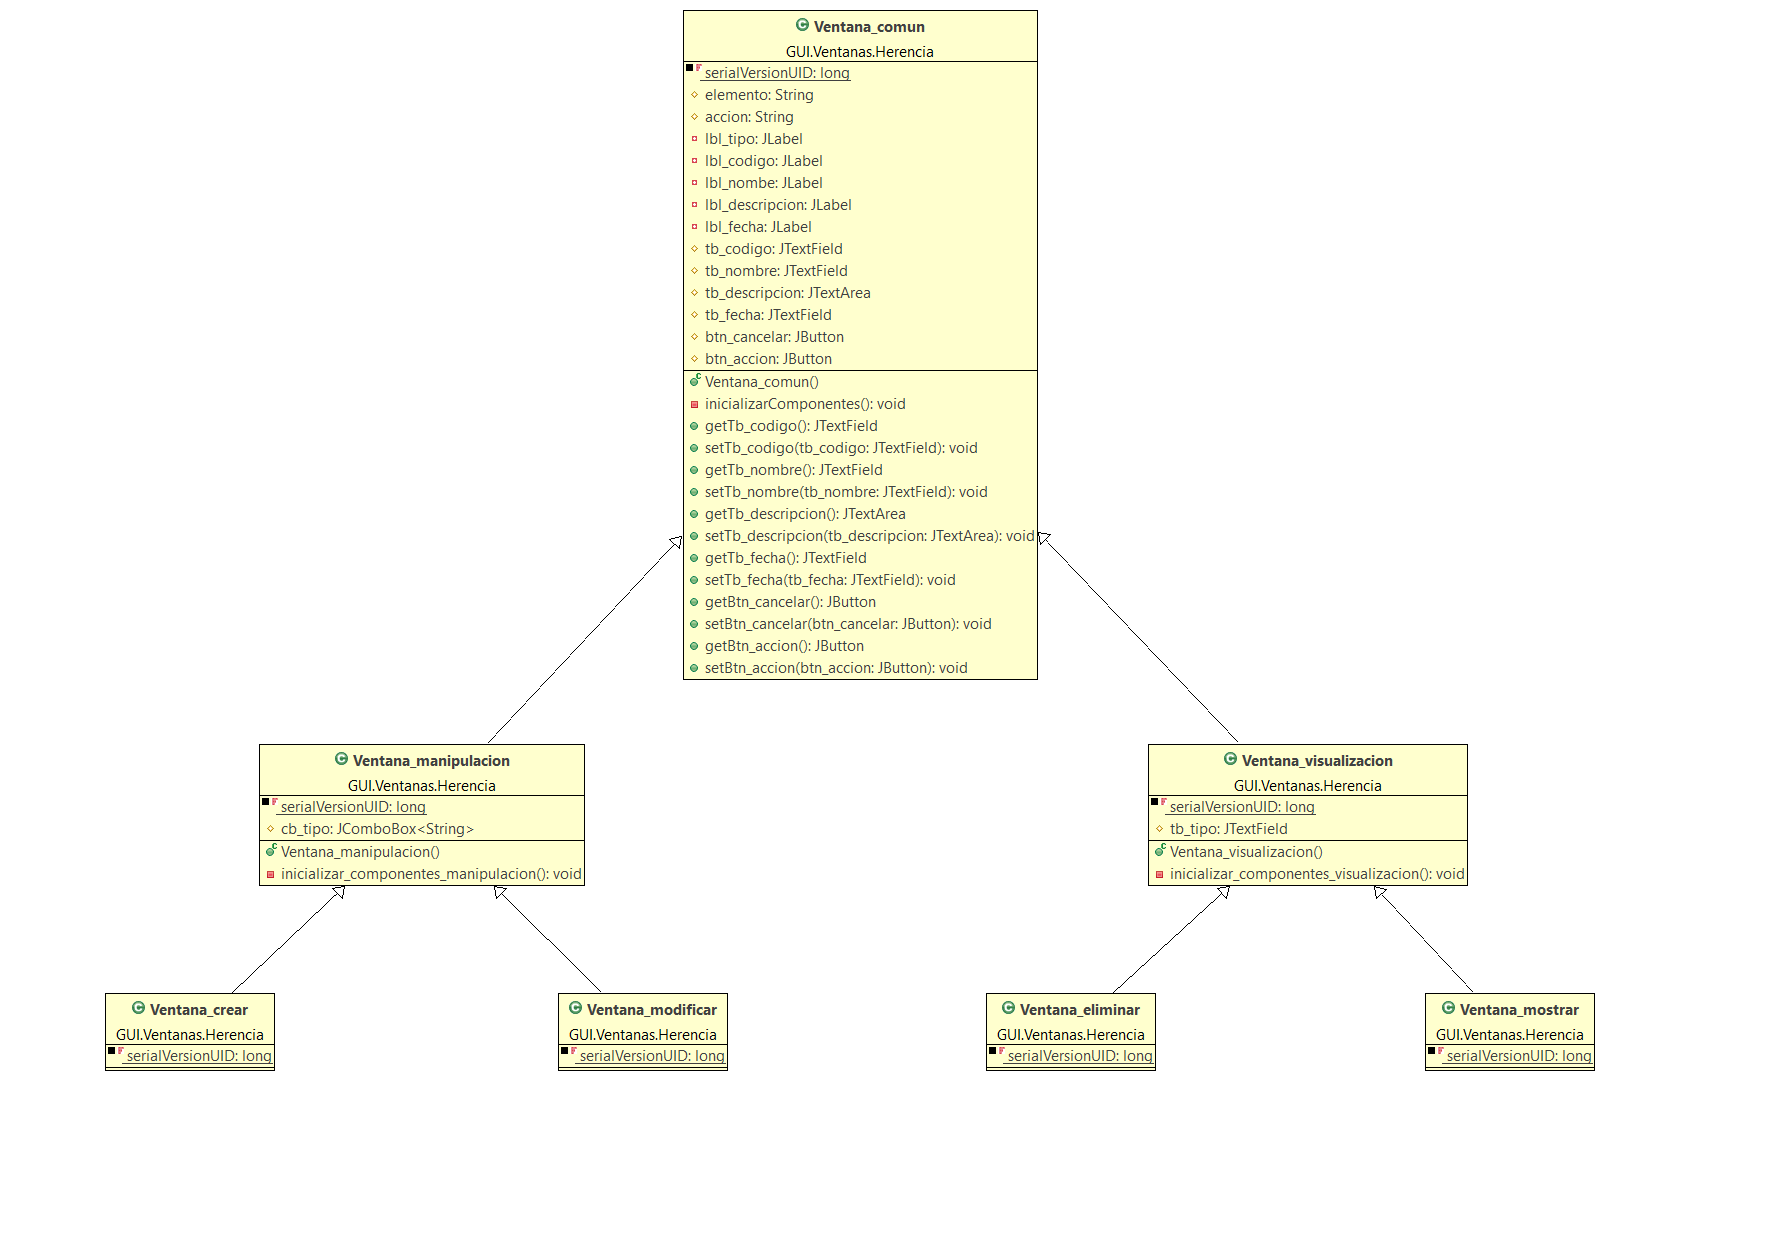 Ventana_comun
GUI.Ventanas.Herencia
serialVersionUID: long
elemento: String
accion: String
lbl_tipo: JLabel
lbl_codigo: JLabel
lbl_nombe: JLabel
lbl_descripcion: JLabel
lbl_fecha: JLabel
tb_codigo: JTextField
tb_nombre: JTextField
tb_descripcion: JTextArea
tb_fecha: JTextField
btn_cancelar: JButton
btn_accion: JButton
Ventana_comun()
inicializarComponentes(): void
getTb_codigo(): JTextField
setTb_codigo(tb_codigo: JTextField): void
getTb_nombre(): JTextField
setTb_nombre(tb_nombre: JTextField): void
getTb_descripcion(): JTextArea
setTb_descripcion(tb_descripcion: JTextArea): void
getTb_fecha(): JTextField
setTb_fecha(tb_fecha: JTextField): void
getBtn_cancelar(): JButton
setBtn_cancelar(btn_cancelar: JButton): void
getBtn_accion(): JButton
setBtn_accion(btn_accion: JButton): void
Ventana_manipulacion
GUI.Ventanas.Herencia
serialVersionUID: long
cb_tipo: JComboBox<String>
Ventana_manipulacion()
inicializar_componentes_manipulacion(): void
Ventana_visualizacion
GUI.Ventanas.Herencia
serialVersionUID: long
tb_tipo: JTextField
Ventana_visualizacion()
inicializar_componentes_visualizacion(): void
Ventana_crear
GUI.Ventanas.Herencia
serialVersionUID: long
Ventana_modificar
GUI.Ventanas.Herencia
serialVersionUID: long
Ventana_eliminar
GUI.Ventanas.Herencia
serialVersionUID: long
Ventana_mostrar
GUI.Ventanas.Herencia
serialVersionUID: long